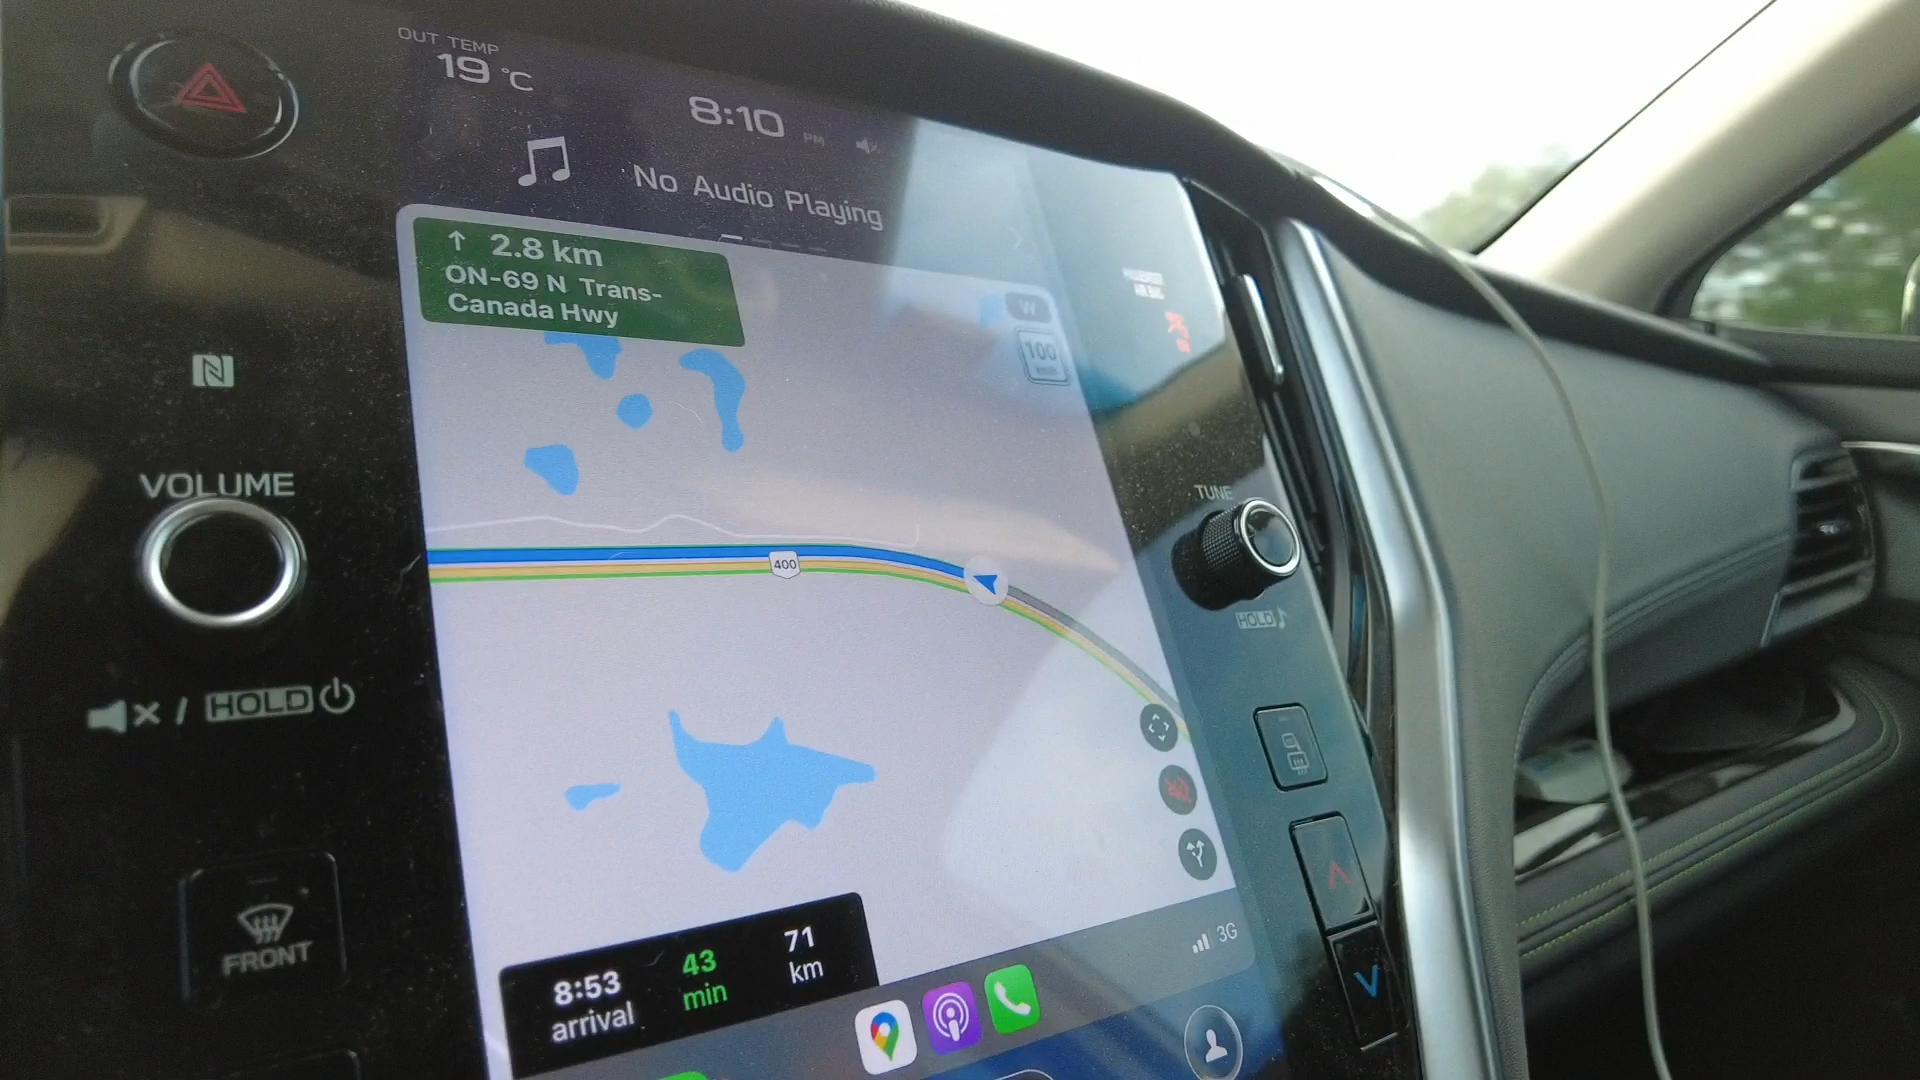 OUT TEMP
19 °C
8:10 PM
No Audio Playing
↑ 2.8 km
ON-69 N Trans-
Canada Hwy
W
100
km/h
400
VOLUME
/ HOLD
FRONT
TUNE
HOLD
3G
8:53
arrival
43
min
71
km